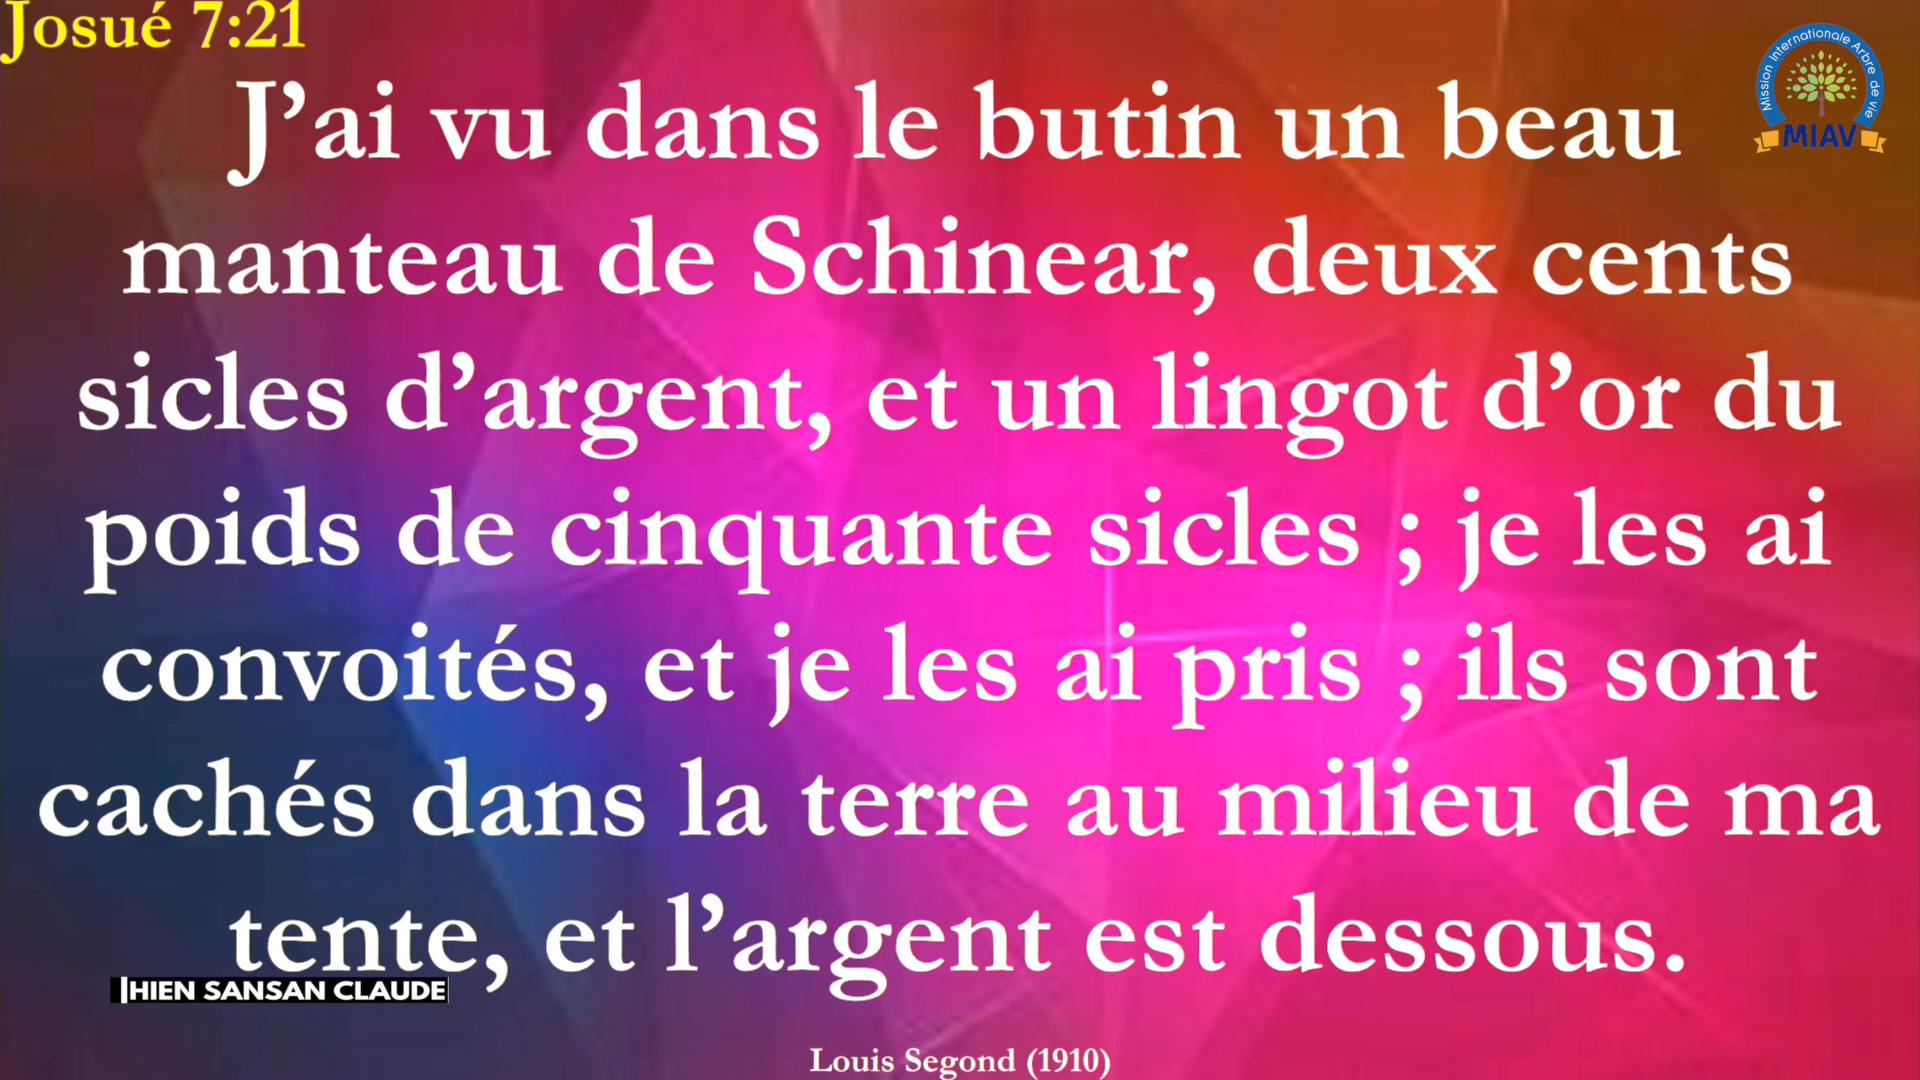 Josué 7:21
Mission Internationale Arbre de vie
MIAV
J’ai vu dans le butin un beau
manteau de Schinear, deux cents
sicles d’argent, et un lingot d’or du
poids de cinquante sicles ; je les ai
convoités, et je les ai pris ; ils sont
cachés dans la terre au milieu de ma
tente, et l’argent est dessous.
HIEN SANSAN CLAUDE
Louis Segond (1910)